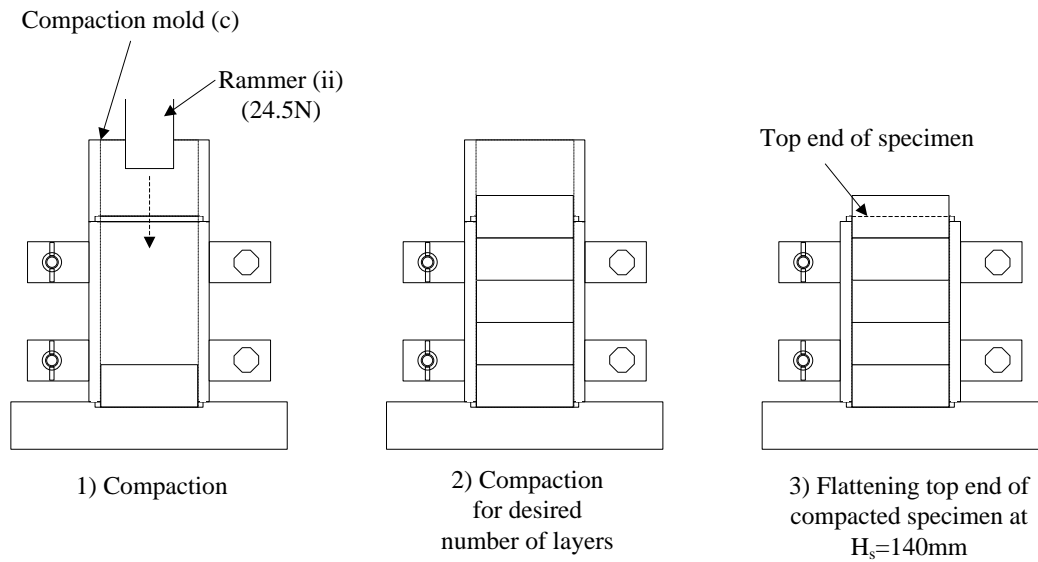 Compaction mold (c)
Rammer (ii)
(24.5N)
Top end of specimen
1) Compaction
2) Compaction
for desired
number of layers
3) Flattening top end of
compacted specimen at
Hₛ=140mm